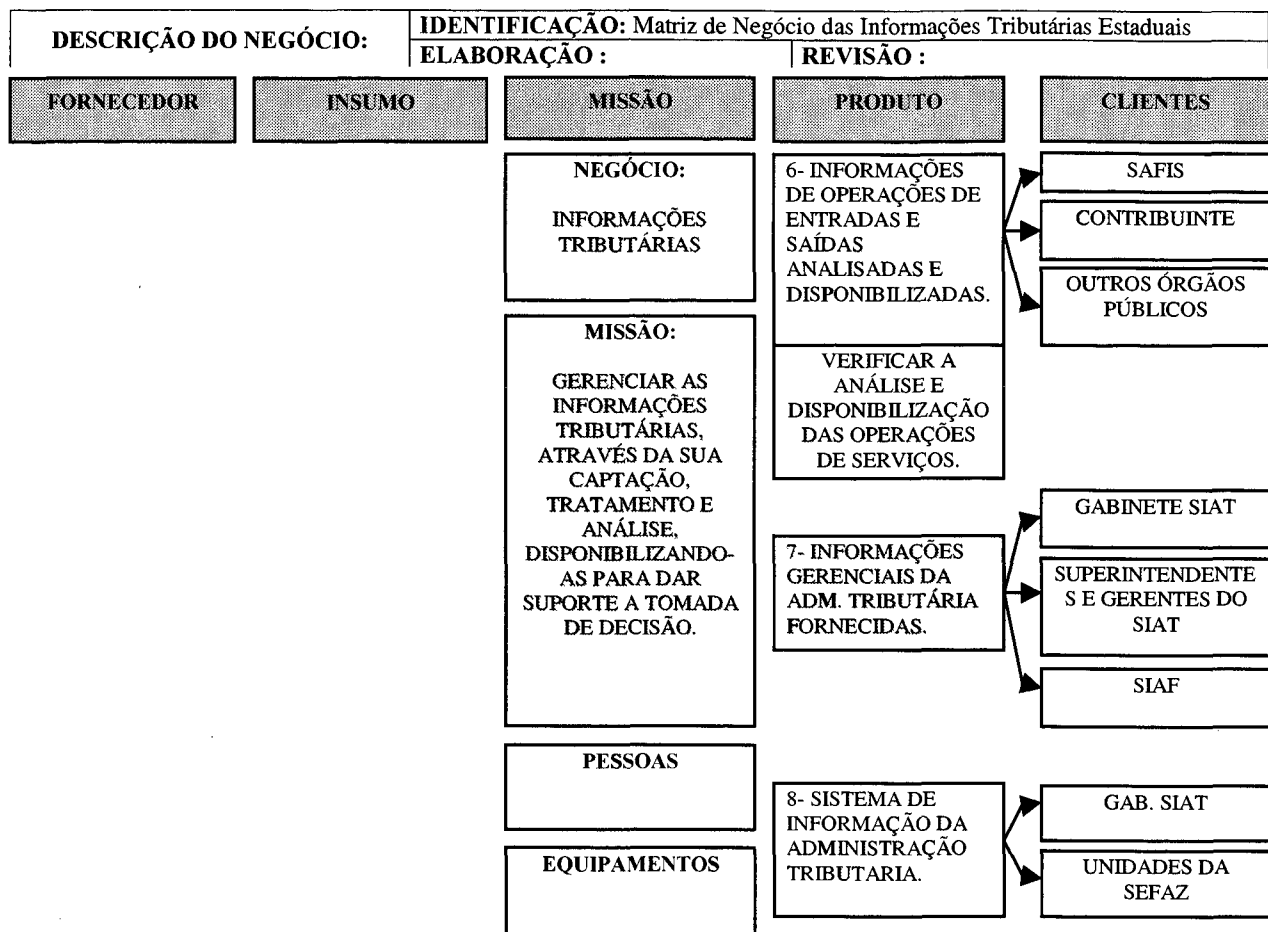 DESCRIÇÃO DO NEGÓCIO:
IDENTIFICAÇÃO: Matriz de Negócio das Informações Tributárias Estaduais
ELABORAÇÃO :
REVISÃO :
FORNECEDOR
INSUMO
MISSÃO
PRODUTO
CLIENTES
NEGÓCIO:
INFORMAÇÕES
TRIBUTÁRIAS
MISSÃO:
GERENCIAR AS
INFORMAÇÕES
TRIBUTÁRIAS,
ATRAVÉS DA SUA
CAPTAÇÃO,
TRATAMENTO E
ANÁLISE,
DISPONIBILIZANDO-
AS PARA DAR
SUPORTE A TOMADA
DE DECISÃO.
PESSOAS
EQUIPAMENTOS
6- INFORMAÇÕES
DE OPERAÇÕES DE
ENTRADAS E
SAÍDAS
ANALISADAS E
DISPONIBILIZADAS.
VERIFICAR A
ANÁLISE E
DISPONIBILIZAÇÃO
DAS OPERAÇÕES
DE SERVIÇOS.
SAFIS
CONTRIBUINTE
OUTROS ÓRGÃOS
PÚBLICOS
7- INFORMAÇÕES
GERENCIAIS DA
ADM. TRIBUTÁRIA
FORNECIDAS.
GABINETE SIAT
SUPERINTENDENTE
S E GERENTES DO
SIAT
SIAF
8- SISTEMA DE
INFORMAÇÃO DA
ADMINISTRAÇÃO
TRIBUTARIA.
GAB. SIAT
UNIDADES DA
SEFAZ